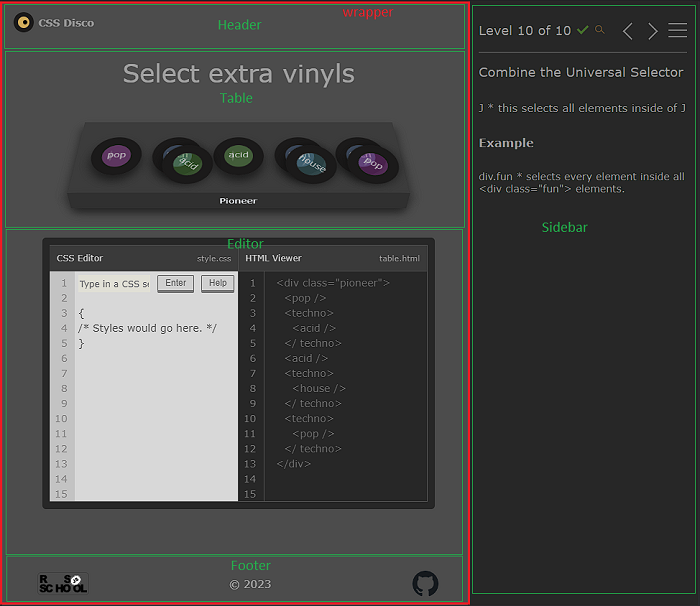 wrapper
CSS Disco
Header
Select extra vinyls
Table
pop
acid
acid
house
pop
Pioneer
Editor
CSS Editor style.css
HTML Viewer table.html
1 Type in a CSS se Enter Help
2
3 {
4 /* Styles would go here. */
5 }
6
7
8
9
10
11
12
13
14
15
1 <div class="pioneer">
2 <pop />
3 <techno>
4 <acid />
5 </ techno>
6 <acid />
7 <techno>
8 <house />
9 </ techno>
10 <techno>
11 <pop />
12 </ techno>
13 </div>
14
15
Footer
R S
SCHOOL
© 2023
Level 10 of 10
Combine the Universal Selector
J * this selects all elements inside of J
Example
div.fun * selects every element inside all
<div class="fun"> elements.
Sidebar